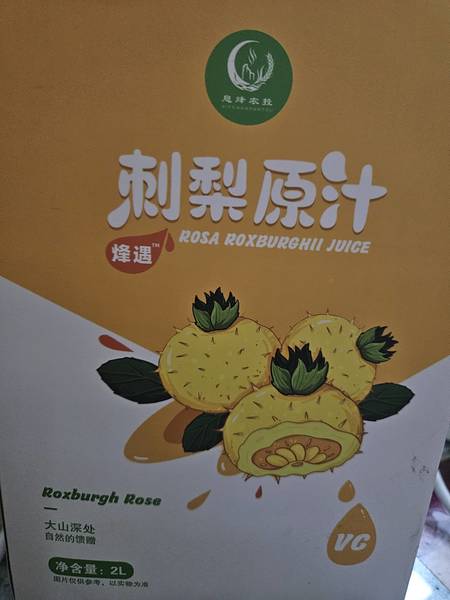 息烽农投
刺梨原汁
ROSA ROXBURGHII JUICE
烽遇™
Roxburgh Rose
大山深处
自然的馈赠
净含量：2L
图片仅供参考，以实物为准
VC